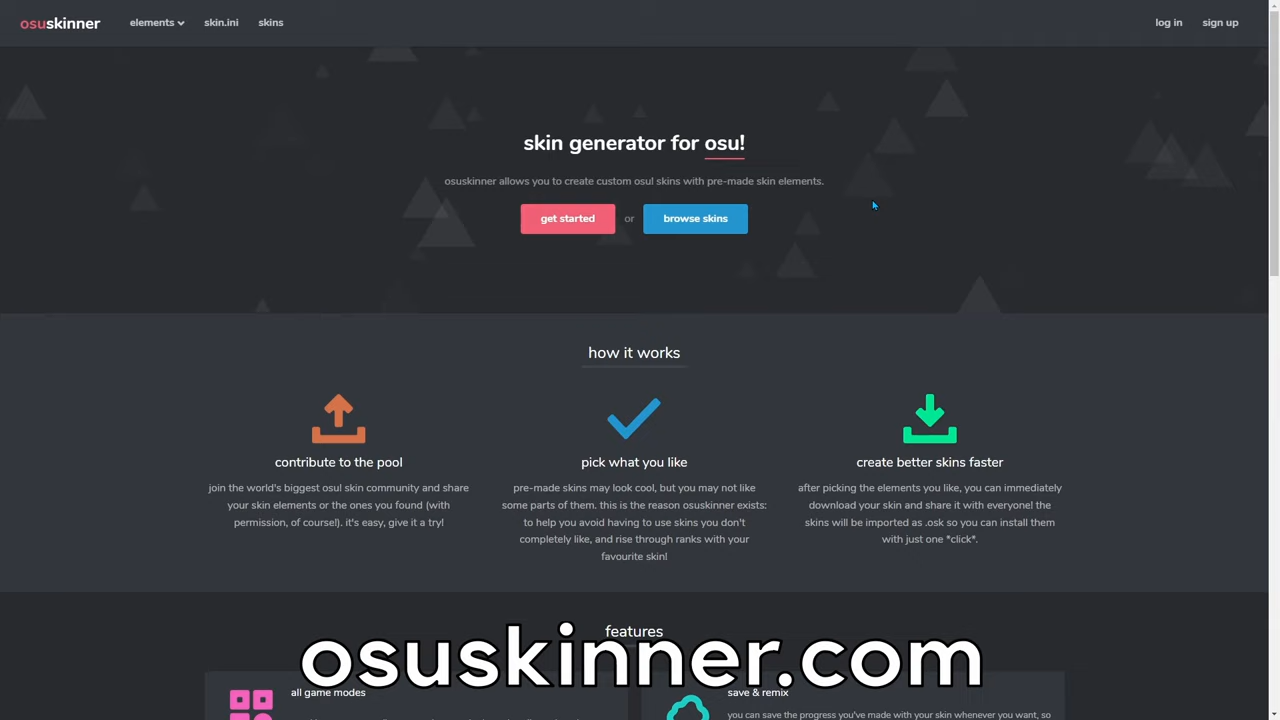 osuskinner elements skin.ini skins log in sign up
skin generator for osu!
osuskinner allows you to create custom osu! skins with pre-made skin elements.
get started or browse skins
how it works
contribute to the pool
join the world's biggest osu! skin community and share
your skin elements or the ones you found (with
permission, of course!). it's easy, give it a try!
pick what you like
pre-made skins may look cool, but you may not like
some parts of them. this is the reason osuskinner exists:
to help you avoid having to use skins you don't
completely like, and rise through ranks with your
favourite skin!
create better skins faster
after picking the elements you like, you can immediately
download your skin and share it with everyone! the
skins will be imported as .osk so you can install them
with just one *click*.
features
osuskinner.com
all game modes
save & remix
you can save the progress you've made with your skin whenever you want, so